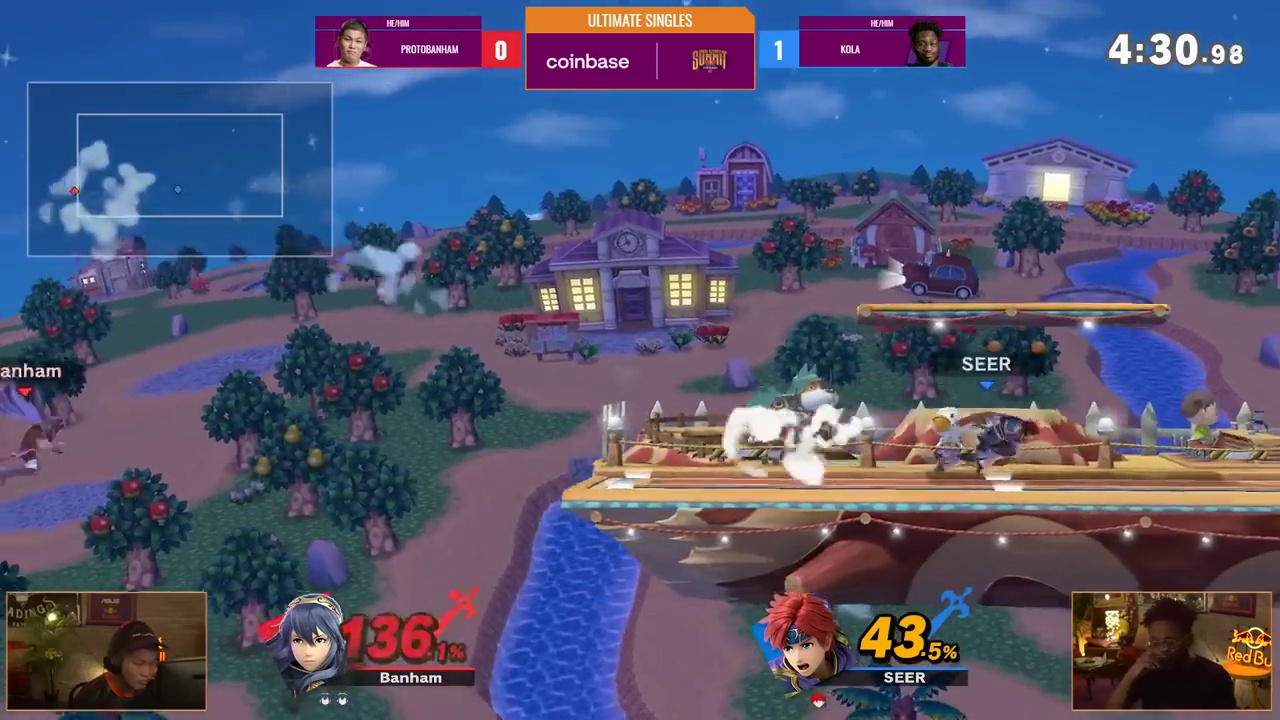 HE/HIM
PROTOBANHAM
0
ULTIMATE SINGLES
coinbase
SUMMIT
1
HE/HIM
KOLA
4:30.98
anham
SEER
136.1%
Banham
43.5%
SEER
ASUS
Red Bu